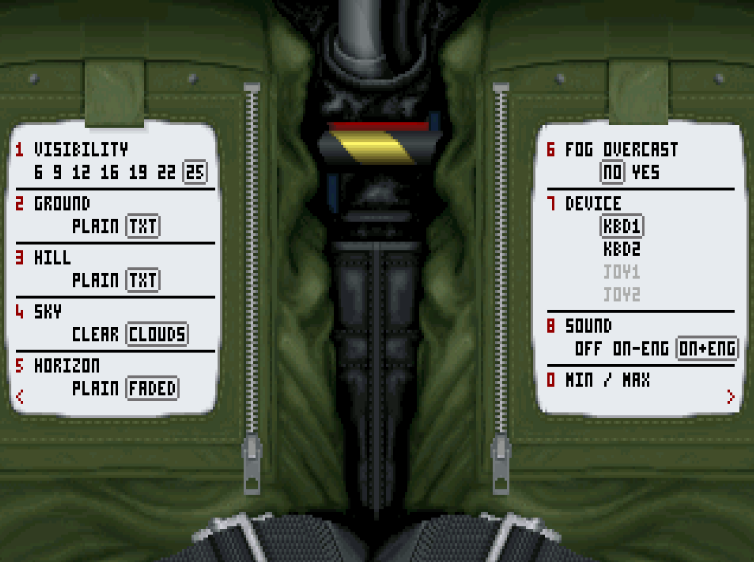 1 VISIBILITY
6 9 12 16 19 22 25
2 GROUND
PLAIN TXT
3 HILL
PLAIN TXT
4 SKY
CLEAR CLOUDS
5 HORIZON
PLAIN FADED
<
6 FOG OVERCAST
NO YES
7 DEVICE
KBD1
KBD2
JOY1
JOY2
8 SOUND
OFF ON-ENG ON+ENG
0 MIN / MAX
>